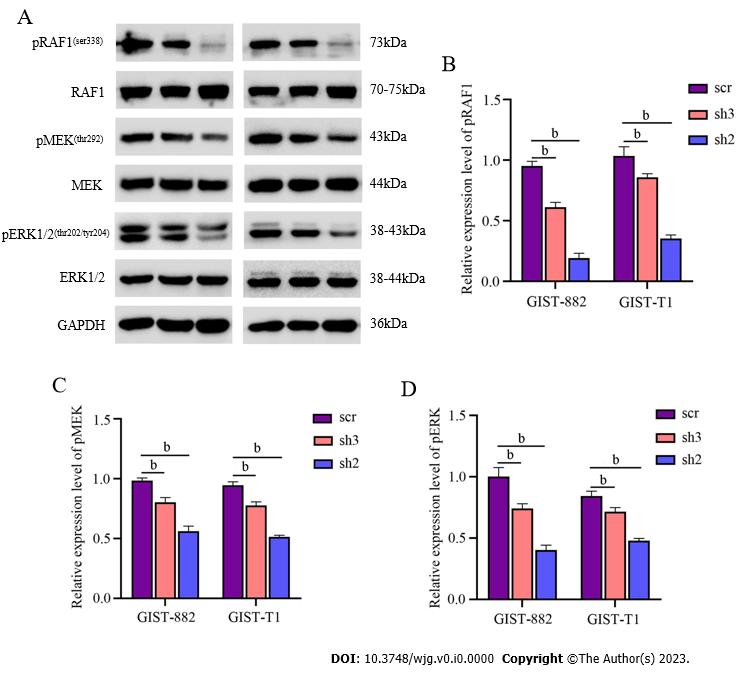 A
pRAF1(ser338) 73kDa
RAF1 70-75kDa
pMEK(thr292) 43kDa
MEK 44kDa
pERK1/2(thr202/tyr204) 38-43kDa
ERK1/2 38-44kDa
GAPDH 36kDa
B
Relative expression level of pRAF1
1.5
1.0
0.5
0.0
b
b
b
b
GIST-882 GIST-T1
scr
sh3
sh2
C
Relative expression level of pMEK
1.5
1.0
0.5
0.0
b
b
b
b
GIST-882 GIST-T1
scr
sh3
sh2
D
Relative expression level of pERK
1.5
1.0
0.5
0.0
b
b
b
b
GIST-882 GIST-T1
scr
sh3
sh2
DOI: 10.3748/wjg.v0.i0.0000 Copyright ©The Author(s) 2023.